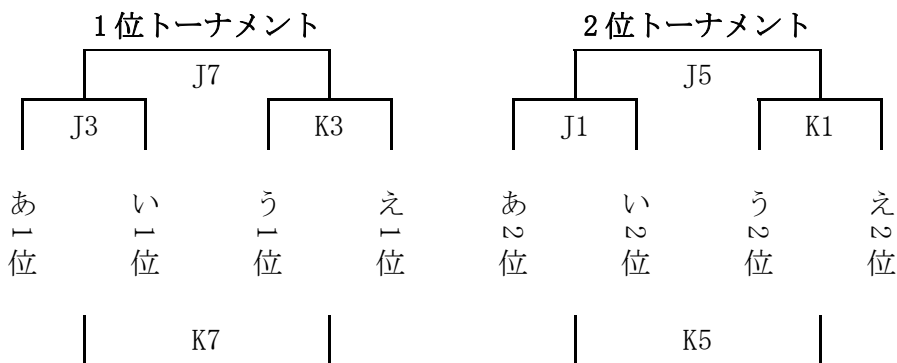 1位トーナメント 2位トーナメント
J7 J5
J3 K3 J1 K1
あ1位 い1位 う1位 え1位 あ2位 い2位 う2位 え2位
K7 K5